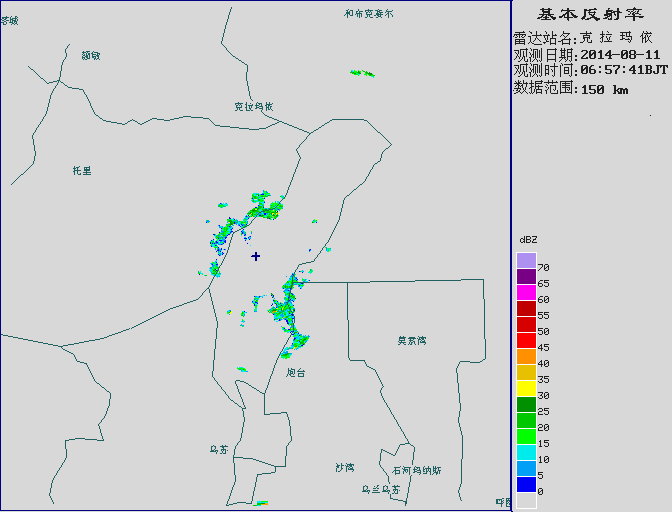 基本反射率
雷达站名: 克 拉 玛 依
观测日期: 2014-08-11
观测时间: 06:57:41BJT
数据范围: 150 km
和布克赛尔
额敏
克拉玛依
托里
莫索湾
炮台
乌苏
沙湾
石河玛纳斯
乌兰乌苏
dBZ
70
65
60
55
50
45
40
35
30
25
20
15
10
5
0